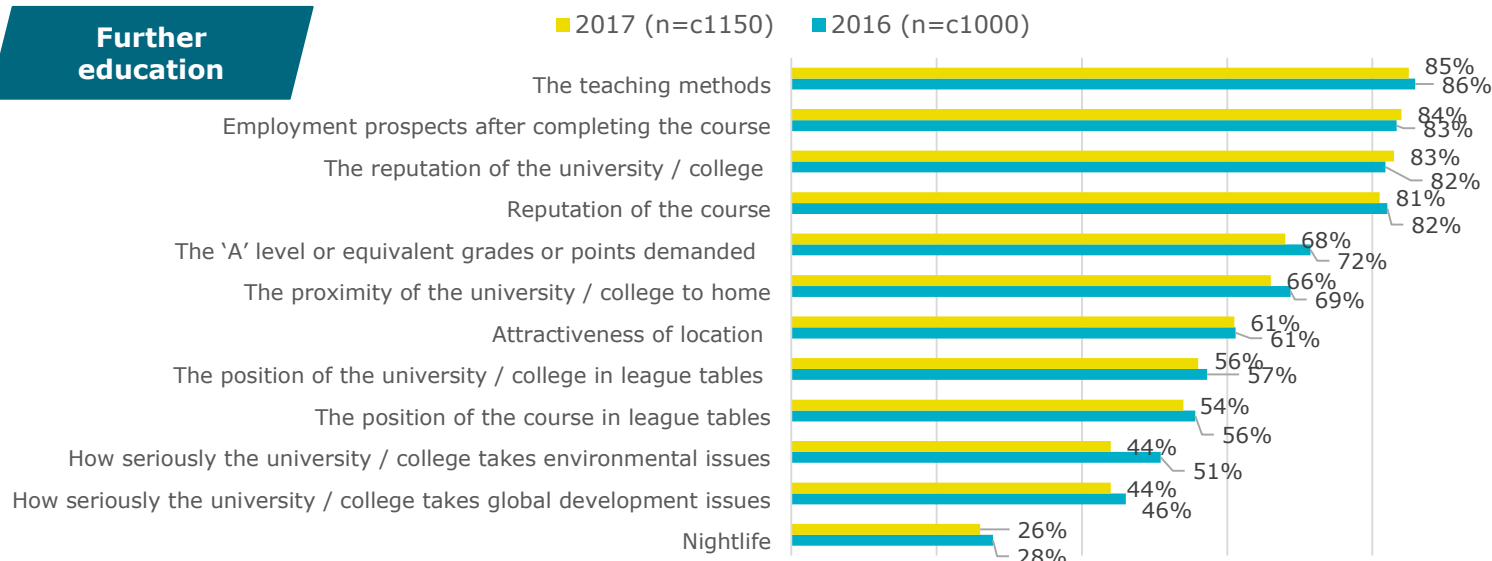 Further
education
2017 (n=c1150) 2016 (n=c1000)
The teaching methods 85% 86%
Employment prospects after completing the course 84% 83%
The reputation of the university / college 83% 82%
Reputation of the course 81% 82%
The ‘A’ level or equivalent grades or points demanded 68% 72%
The proximity of the university / college to home 66% 69%
Attractiveness of location 61% 61%
The position of the university / college in league tables 56% 57%
The position of the course in league tables 54% 56%
How seriously the university / college takes environmental issues 44% 51%
How seriously the university / college takes global development issues 44% 46%
Nightlife 26% 28%